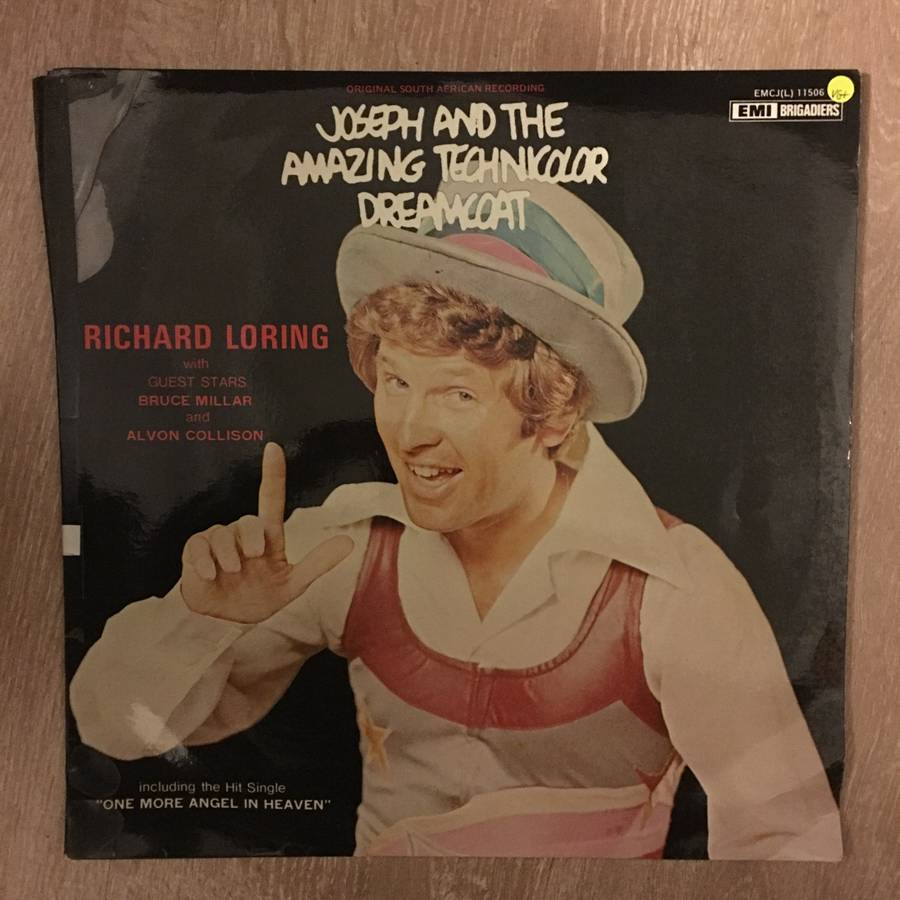 ORIGINAL SOUTH AFRICAN RECORDING
EMCJ(L) 11506
VG+
EMI BRIGADIERS
JOSEPH AND THE
AMAZING TECHNICOLOR
DREAMCOAT
RICHARD LORING
with
GUEST STARS
BRUCE MILLAR
and
ALVON COLLISON
including the Hit Single
"ONE MORE ANGEL IN HEAVEN"